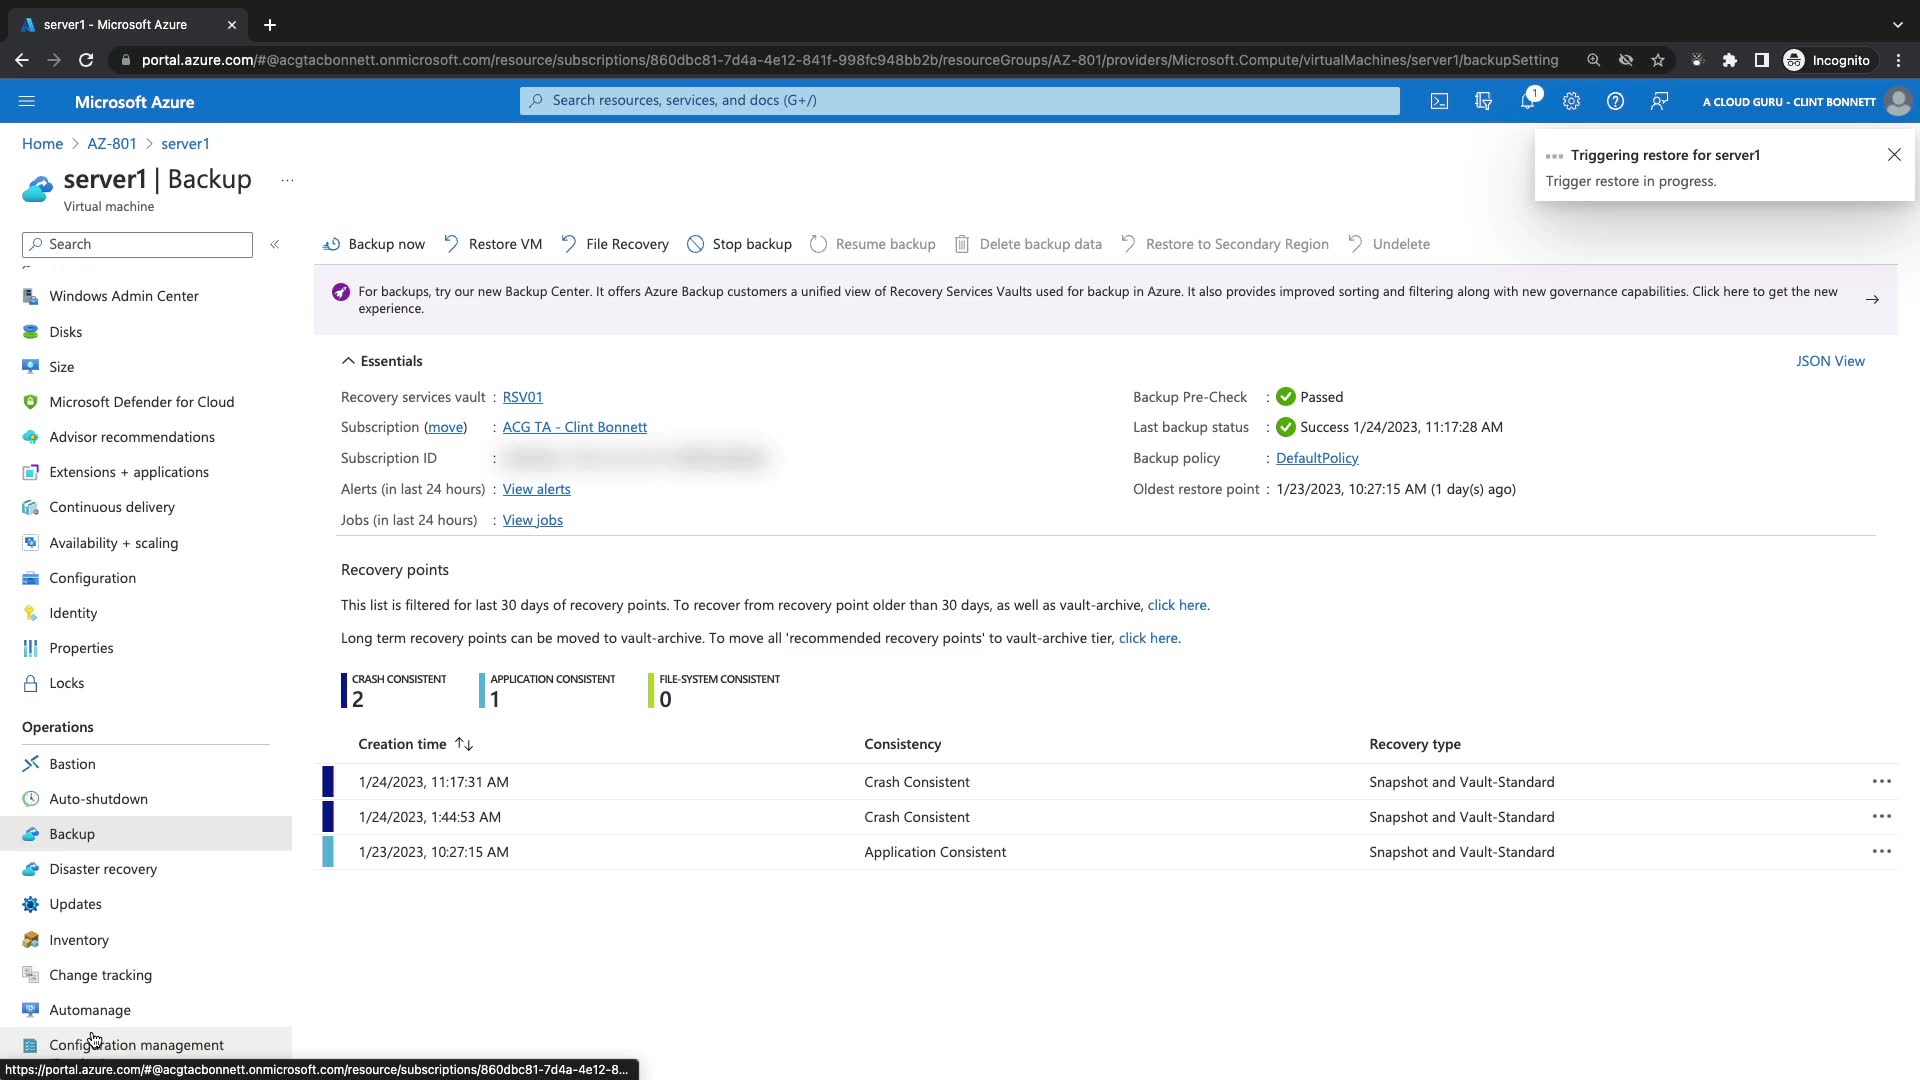 server1 - Microsoft Azure
portal.azure.com/#@acgtacbonnett.onmicrosoft.com/resource/subscriptions/860dbc81-7d4a-4e12-841f-998fc948bb2b/resourceGroups/AZ-801/providers/Microsoft.Compute/virtualMachines/server1/backupSetting
Incognito
Microsoft Azure
Search resources, services, and docs (G+/)
1
A CLOUD GURU - CLINT BONNETT
Home > AZ-801 > server1
Triggering restore for server1
Trigger restore in progress.
server1 | Backup
...
Virtual machine
Search
«
Backup now
Restore VM
File Recovery
Stop backup
Resume backup
Delete backup data
Restore to Secondary Region
Undelete
For backups, try our new Backup Center. It offers Azure Backup customers a unified view of Recovery Services Vaults used for backup in Azure. It also provides improved sorting and filtering along with new governance capabilities. Click here to get the new
experience.
Windows Admin Center
Disks
Size
Microsoft Defender for Cloud
Advisor recommendations
Extensions + applications
Continuous delivery
Availability + scaling
Configuration
Identity
Properties
Locks
Operations
Bastion
Auto-shutdown
Backup
Disaster recovery
Updates
Inventory
Change tracking
Automanage
Configuration management
Essentials
JSON View
Recovery services vault : RSV01
Subscription (move) : ACG TA - Clint Bonnett
Subscription ID :
Alerts (in last 24 hours) : View alerts
Jobs (in last 24 hours) : View jobs
Backup Pre-Check : Passed
Last backup status : Success 1/24/2023, 11:17:28 AM
Backup policy : DefaultPolicy
Oldest restore point : 1/23/2023, 10:27:15 AM (1 day(s) ago)
Recovery points
This list is filtered for last 30 days of recovery points. To recover from recovery point older than 30 days, as well as vault-archive, click here.
Long term recovery points can be moved to vault-archive. To move all 'recommended recovery points' to vault-archive tier, click here.
CRASH CONSISTENT
2
APPLICATION CONSISTENT
1
FILE-SYSTEM CONSISTENT
0
Creation time Consistency Recovery type
1/24/2023, 11:17:31 AM Crash Consistent Snapshot and Vault-Standard
1/24/2023, 1:44:53 AM Crash Consistent Snapshot and Vault-Standard
1/23/2023, 10:27:15 AM Application Consistent Snapshot and Vault-Standard
https://portal.azure.com/#@acgtacbonnett.onmicrosoft.com/resource/subscriptions/860dbc81-7d4a-4e12-8...